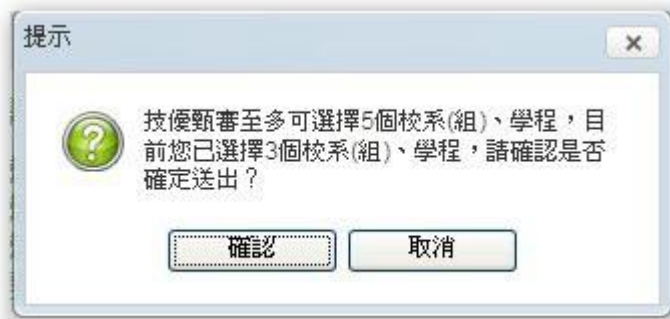 提示
技優甄審至多可選擇5個校系(組)、學程，目
前您已選擇3個校系(組)、學程，請確認是否
確定送出？
確認
取消